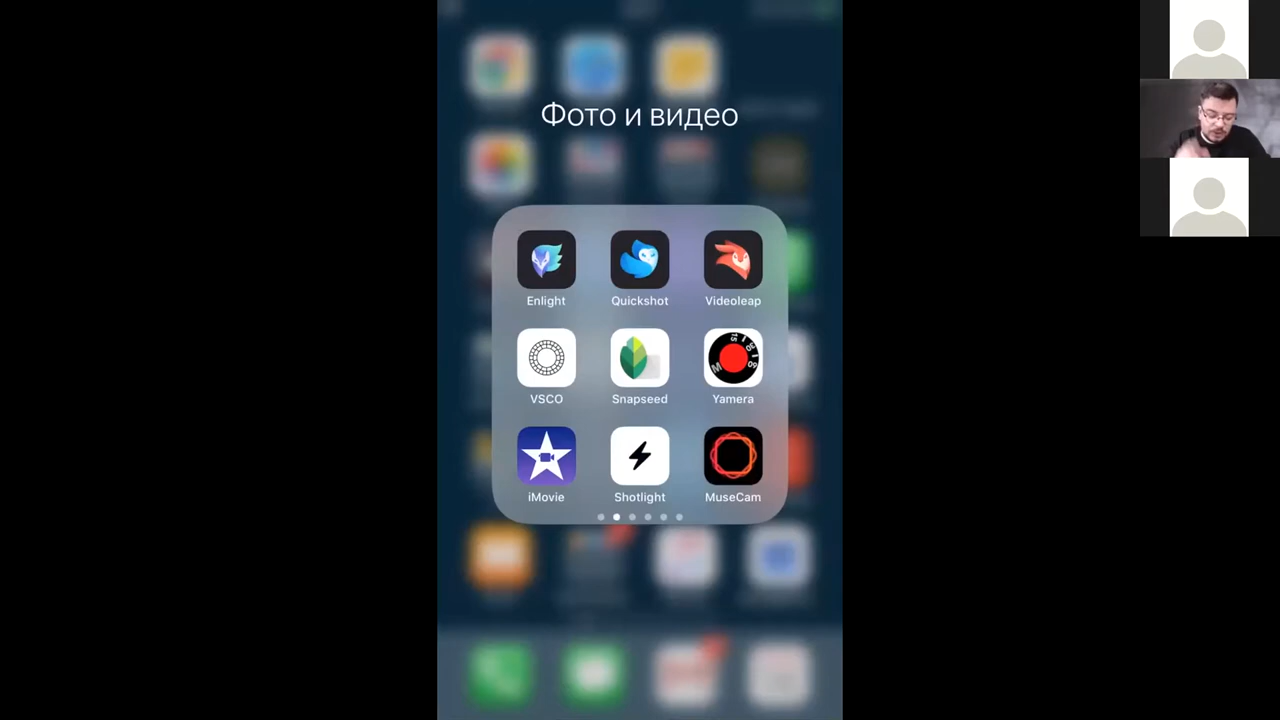 Фото и видео
Enlight Quickshot Videoleap
VSCO Snapseed Yamera
iMovie Shotlight MuseCam